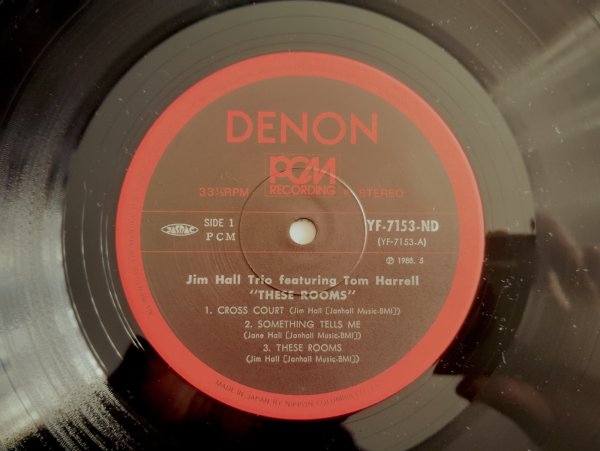 DENON
PCM
RECORDING
33⅓RPM
STEREO
JASRAC
SIDE 1
PCM
YF-7153-ND
(YF-7153-A)
Ⓟ 1988. 5
Jim Hall Trio featuring Tom Harrell
"THESE ROOMS"
1. CROSS COURT (Jim Hall [Janhall Music-BMI])
2. SOMETHING TELLS ME
(Jane Hall [Janhall Music-BMI])
3. THESE ROOMS
(Jim Hall [Janhall Music-BMI])
MADE IN JAPAN BY NIPPON COLUMBIA CO.